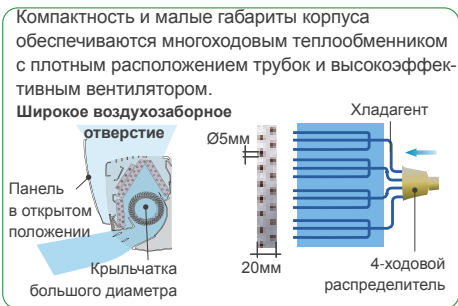 Компактность и малые габариты корпуса
обеспечиваются многоходовым теплообменником
с плотным расположением трубок и высокоэффек-
тивным вентилятором.
Широкое воздухозаборное
отверстие
Панель
в открытом
положении
Крыльчатка
большого диаметра
Ø5мм
20мм
Хладагент
4-ходовой
распределитель